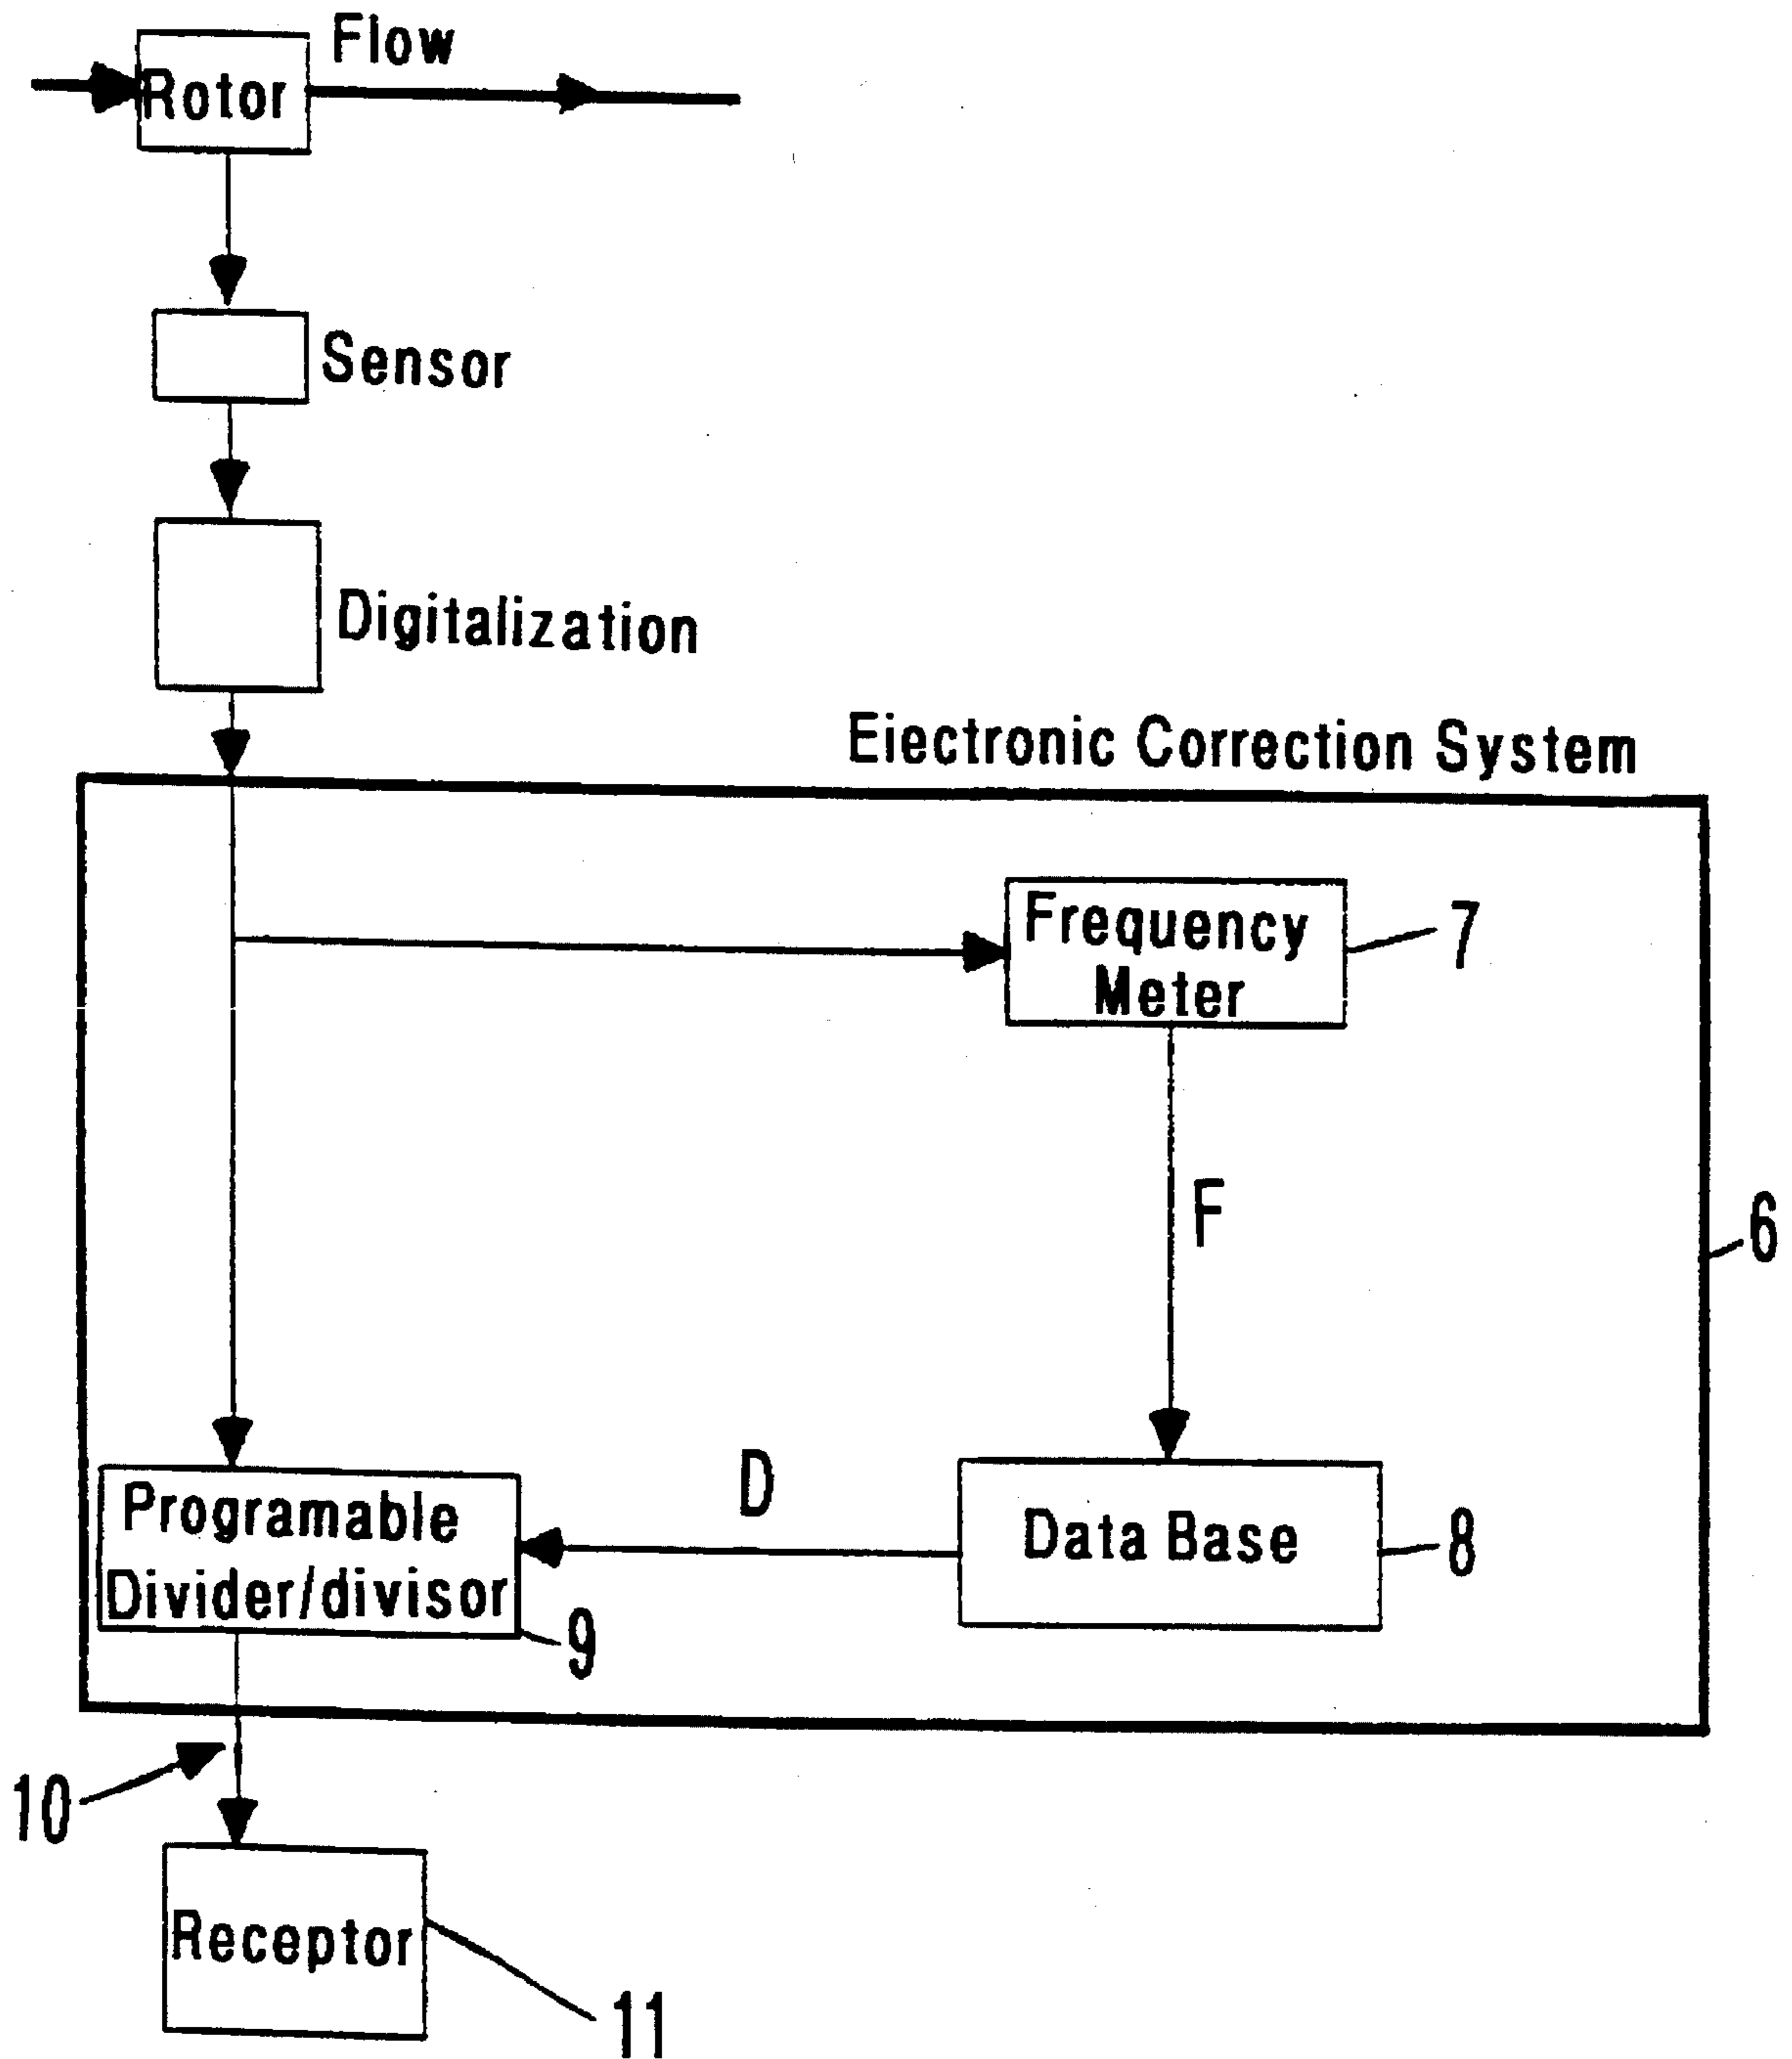 Flow
Rotor
Sensor
Digitalization
Eiectronic Correction System
Frequency
Meter
7
F
6
D
Programable
Divider/divisor
Data Base
8
9
10
Receptor
11